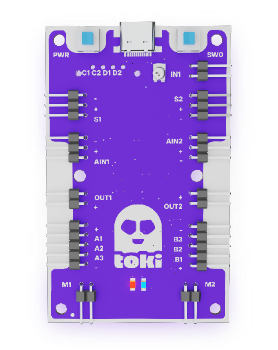 PWR
SW0
C1 C2 D1 D2
IN1
-
+
S1
S2
-
+
-
+
AIN1
AIN2
-
+
OUT1
+
-
OUT2
+
-
+
A1
A2
A3
-
B3
B2
B1
+
toki
M1
M2